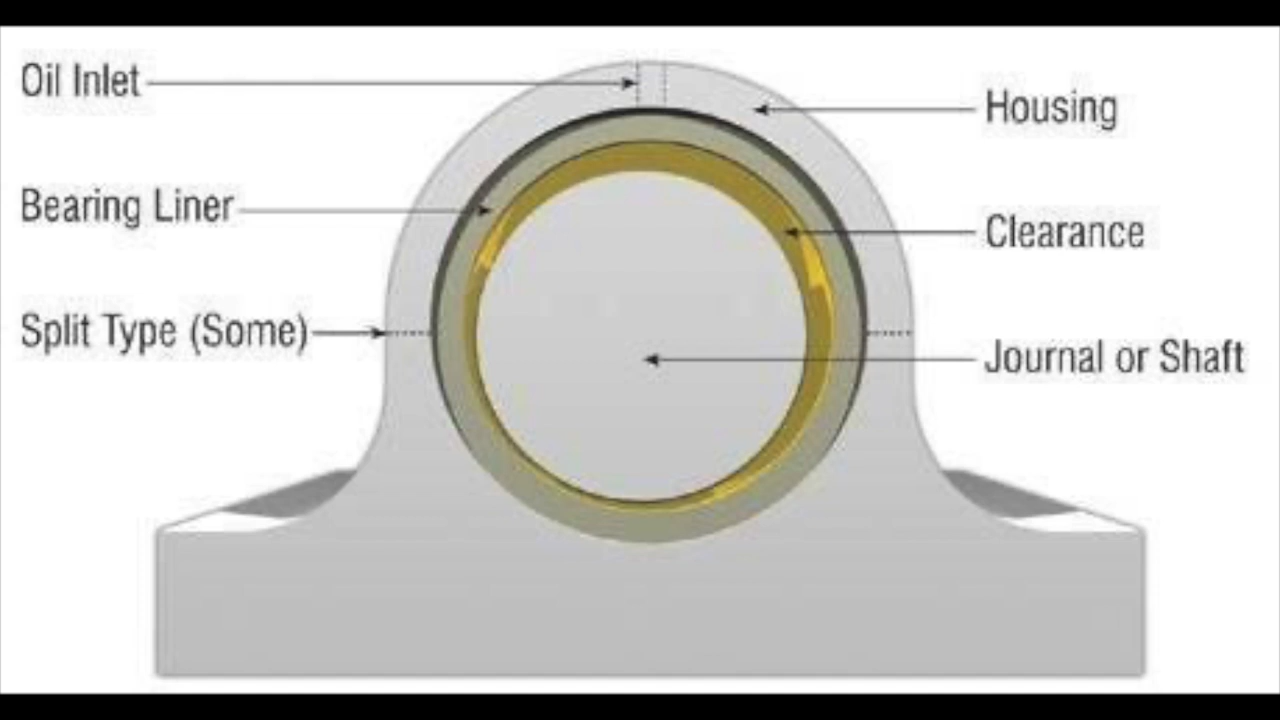 Oil Inlet
Housing
Bearing Liner
Clearance
Split Type (Some)
Journal or Shaft